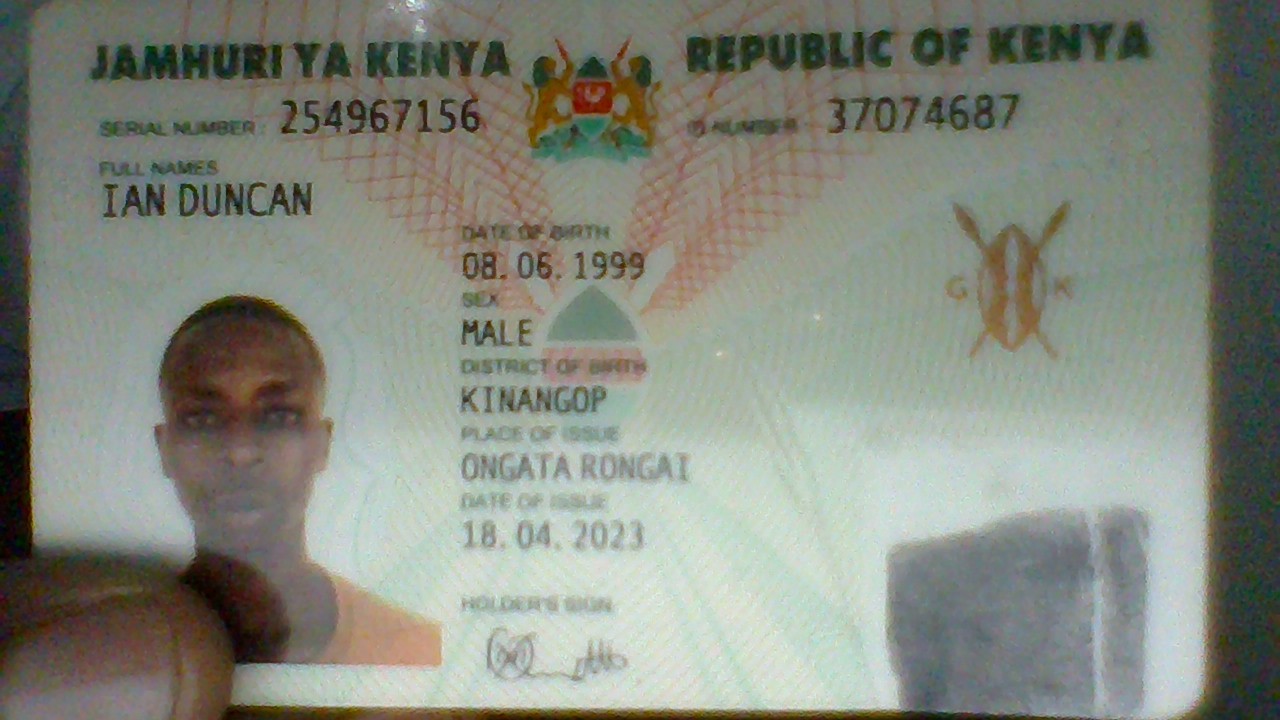 JAMHURI YA KENYA
REPUBLIC OF KENYA
SERIAL NUMBER : 254967156
ID NUMBER : 37074687
FULL NAMES
IAN DUNCAN
DATE OF BIRTH
08. 06. 1999
SEX
MALE
DISTRICT OF BIRTH
KINANGOP
PLACE OF ISSUE
ONGATA RONGAI
DATE OF ISSUE
18. 04. 2023
HOLDER'S SIGN.
G K